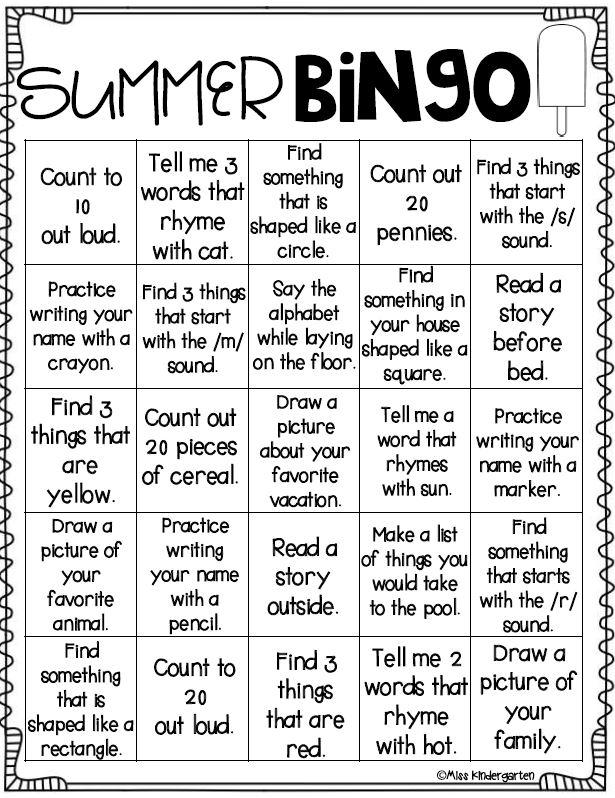 SUMMER BiNgO
Count to
10
out loud.
Tell me 3
words that
rhyme
with cat.
Find
something
that is
shaped like a
circle.
Count out
20
pennies.
Find 3 things
that start
with the /s/
sound.
Practice
writing your
name with a
crayon.
Find 3 things
that start
with the /m/
sound.
Say the
alphabet
while laying
on the floor.
Find
something in
your house
shaped like a
square.
Read a
story
before
bed.
Find 3
things that
are
yellow.
Count out
20 pieces
of cereal.
Draw a
picture
about your
favorite
vacation.
Tell me a
word that
rhymes
with sun.
Practice
writing your
name with a
marker.
Draw a
picture of
your
favorite
animal.
Practice
writing
your name
with a
pencil.
Read a
story
outside.
Make a list
of things you
would take
to the pool.
Find
something
that starts
with the /r/
sound.
Find
something
that is
shaped like a
rectangle.
Count to
20
out loud.
Find 3
things
that are
red.
Tell me 2
words that
rhyme
with hot.
Draw a
picture of
your
family.
©Miss Kindergarten